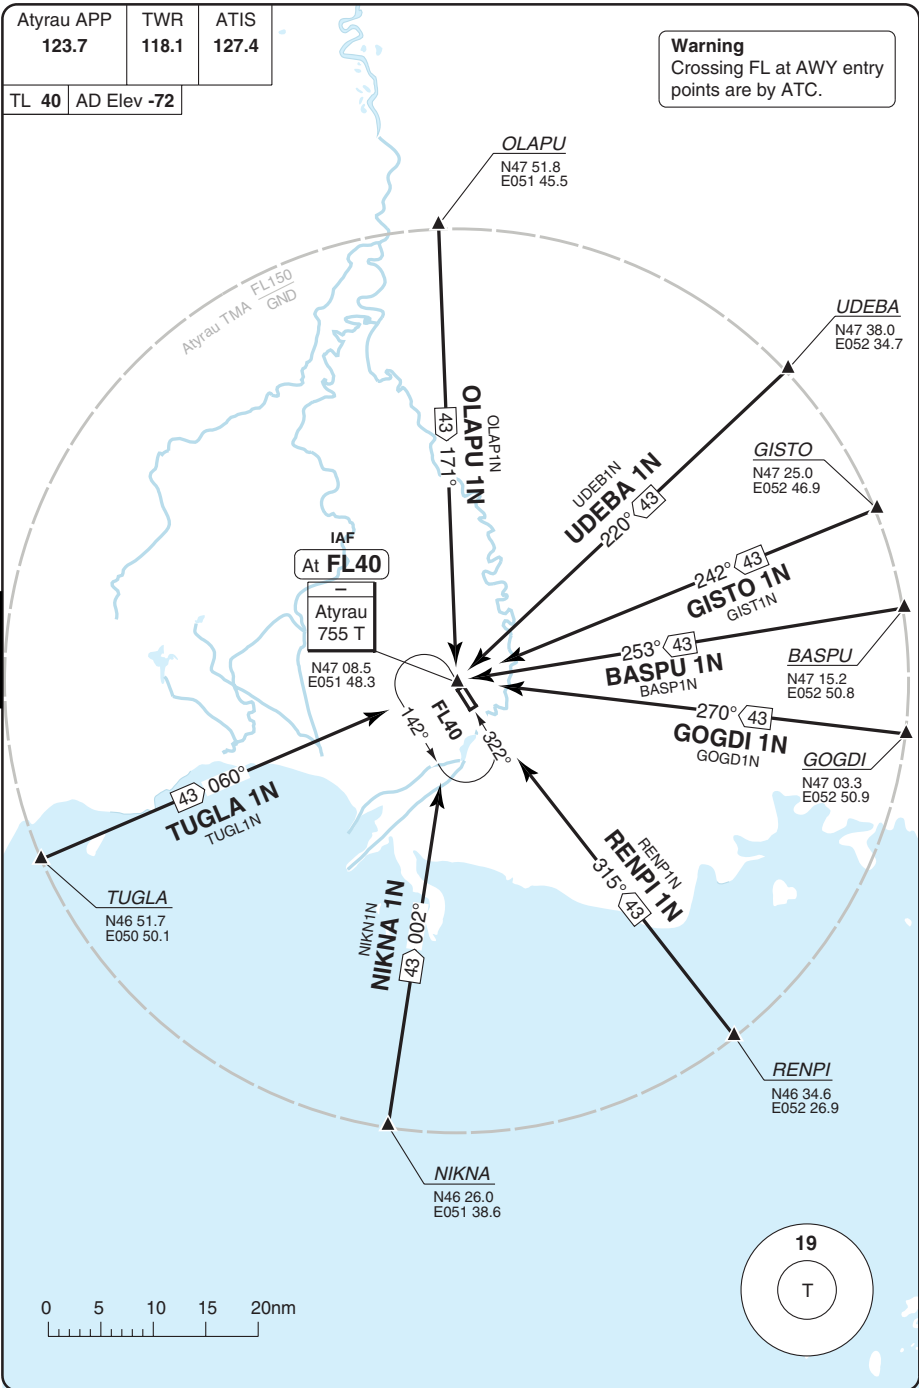 Atyrau APP TWR ATIS
123.7 118.1 127.4
TL 40 AD Elev -72
Warning
Crossing FL at AWY entry
points are by ATC.
OLAPU
N47 51.8
E051 45.5
Atyrau TMA FL150
GND
UDEBA
N47 38.0
E052 34.7
OLAP1N
OLAPU 1N
43 171°
GISTO
N47 25.0
E052 46.9
UDEB1N
UDEBA 1N
220° 43
IAF
At FL40
–
Atyrau
755 T
N47 08.5
E051 48.3
242° 43
GISTO 1N
GIST1N
253° 43
BASPU 1N
BASP1N
BASPU
N47 15.2
E052 50.8
270° 43
GOGDI 1N
GOGD1N
GOGDI
N47 03.3
E052 50.9
FL40
142°
322°
43 060°
TUGLA 1N
TUGL1N
TUGLA
N46 51.7
E050 50.1
NIKN1N
NIKNA 1N
43 002°
RENP1N
RENPI 1N
315° 43
RENPI
N46 34.6
E052 26.9
NIKNA
N46 26.0
E051 38.6
19
T
0 5 10 15 20nm